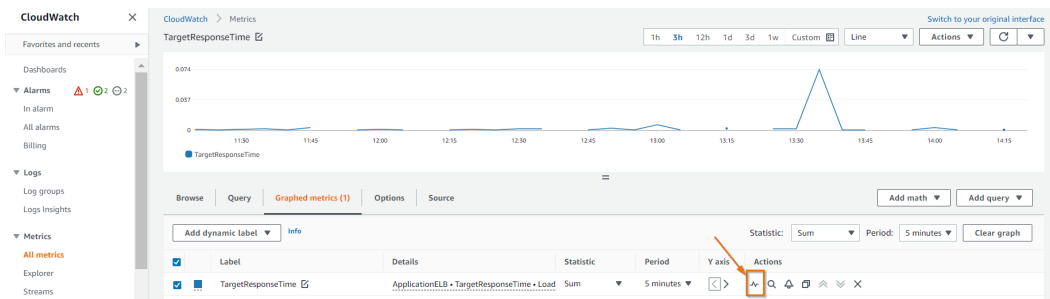 CloudWatch
Favorites and recents
Dashboards
Alarms 1 2 2
In alarm
All alarms
Billing
Logs
Log groups
Logs Insights
Metrics
All metrics
Explorer
Streams
CloudWatch > Metrics
Switch to your original interface
TargetResponseTime
1h 3h 12h 1d 3d 1w Custom Line Actions
0.074
0.037
0
11:30 11:45 12:00 12:15 12:30 12:45 13:00 13:15 13:30 13:45 14:00 14:15
TargetResponseTime
Browse Query Graphed metrics (1) Options Source Add math Add query
Add dynamic label Info Statistic: Sum Period: 5 minutes Clear graph
Label Details Statistic Period Y axis Actions
TargetResponseTime ApplicationELB • TargetResponseTime • Load Sum 5 minutes